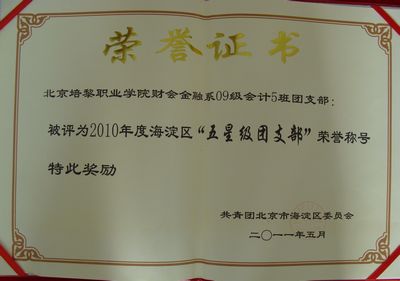 荣誉证书
北京培黎职业学院财会金融系09级会计5班团支部：
被评为2010年度海淀区“五星级团支部”荣誉称号
特此奖励
共青团北京市海淀区委员会
二〇一一年五月